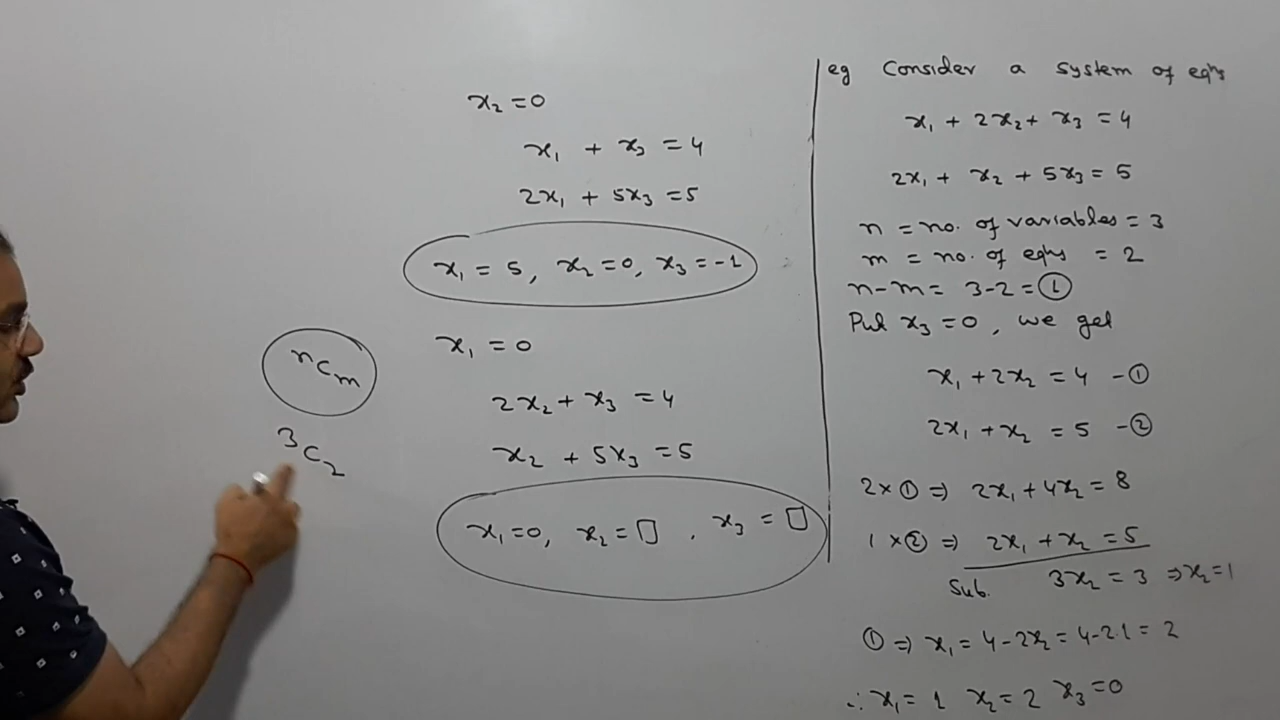 eg Consider a system of eqns
x₁ + 2x₂ + x₃ = 4
2x₁ + x₂ + 5x₃ = 5
n = no. of variables = 3
m = no. of eqns = 2
n-m = 3-2 = ①
Put x₃ = 0, we get
x₁ + 2x₂ = 4 - ①
2x₁ + x₂ = 5 - ②
2 × ① ⇒ 2x₁ + 4x₂ = 8
1 × ② ⇒ 2x₁ + x₂ = 5
Sub. 3x₂ = 3 ⇒ x₂ = 1
① ⇒ x₁ = 4 - 2x₂ = 4 - 2.1 = 2
∴ x₁ = 1 x₂ = 2 x₃ = 0
x₂ = 0
x₁ + x₃ = 4
2x₁ + 5x₃ = 5
x₁ = 5, x₂ = 0, x₃ = -1
x₁ = 0
2x₂ + x₃ = 4
x₂ + 5x₃ = 5
x₁ = 0, x₂ = □, x₃ = □
ⁿCₘ
³C₂